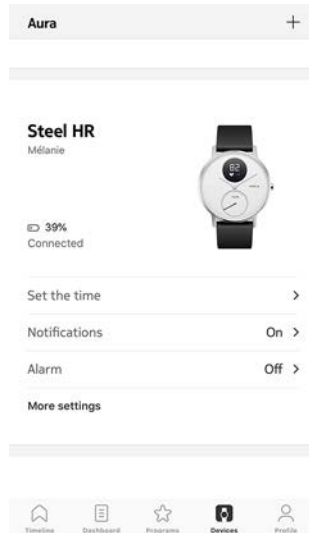 Aura
Steel HR
Mélanie
82
39%
Connected
Set the time
Notifications On
Alarm Off
More settings
Timeline Dashboard Programs Devices Profile